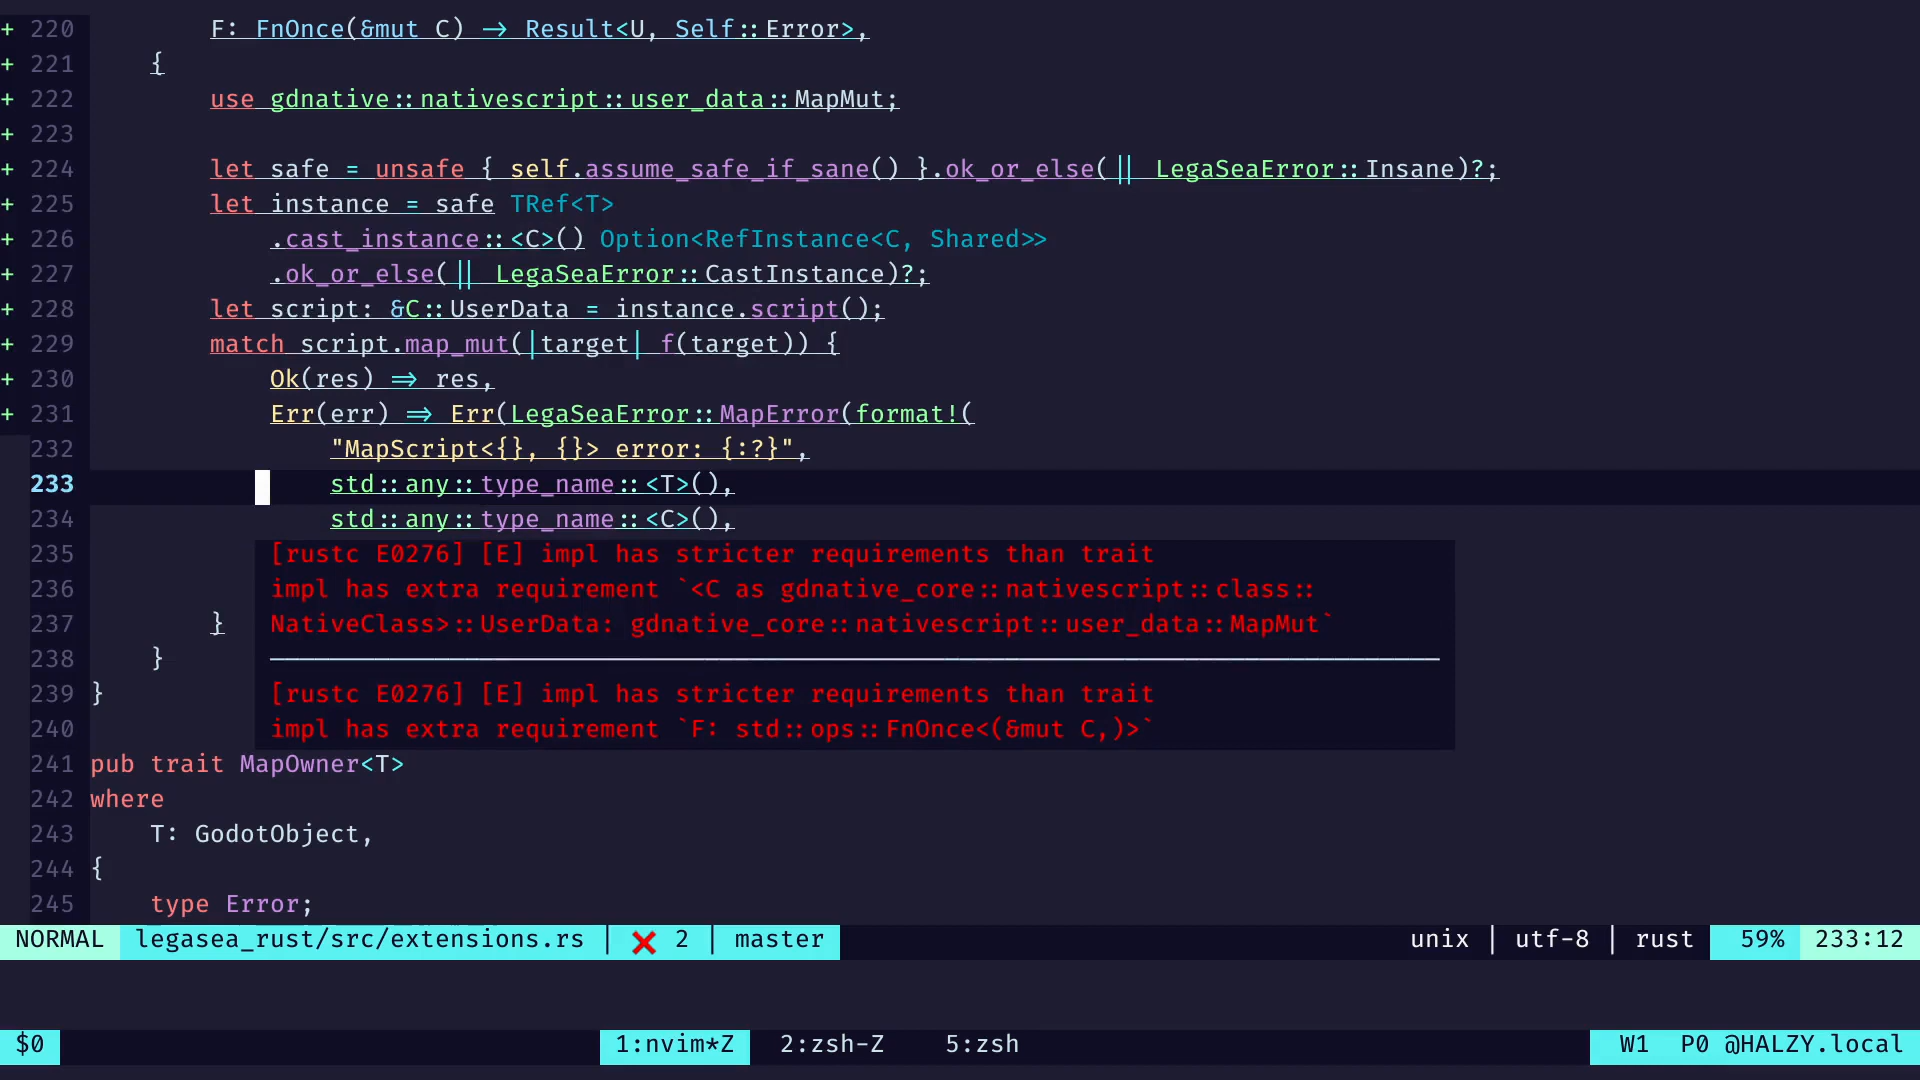 + 220         F: FnOnce(&mut C) -> Result<U, Self::Error>,
+ 221     {
+ 222         use gdnative::nativescript::user_data::MapMut;
+ 223
+ 224         let safe = unsafe { self.assume_safe_if_sane() }.ok_or_else(|| LegaSeaError::Insane)?;
+ 225         let instance = safe TRef<T>
+ 226             .cast_instance::<C>() Option<RefInstance<C, Shared>>
+ 227             .ok_or_else(|| LegaSeaError::CastInstance)?;
+ 228         let script: &C::UserData = instance.script();
+ 229         match script.map_mut(|target| f(target)) {
+ 230             Ok(res) => res,
+ 231             Err(err) => Err(LegaSeaError::MapError(format!(
  232                 "MapScript<{}, {}> error: {:?}",
  233                 std::any::type_name::<T>(),
  234                 std::any::type_name::<C>(),
  235            [rustc E0276] [E] impl has stricter requirements than trait
  236            impl has extra requirement `<C as gdnative_core::nativescript::class::
  237         } NativeClass>::UserData: gdnative_core::nativescript::user_data::MapMut`
  238     }
  239 }          [rustc E0276] [E] impl has stricter requirements than trait
  240            impl has extra requirement `F: std::ops::FnOnce<(&mut C,)>`
  241 pub trait MapOwner<T>
  242 where
  243     T: GodotObject,
  244 {
  245     type Error;
NORMAL legasea_rust/src/extensions.rs | ❌ 2 | master unix | utf-8 | rust 59% 233:12
$0 1:nvim*Z 2:zsh-Z 5:zsh W1 P0 @HALZY.local